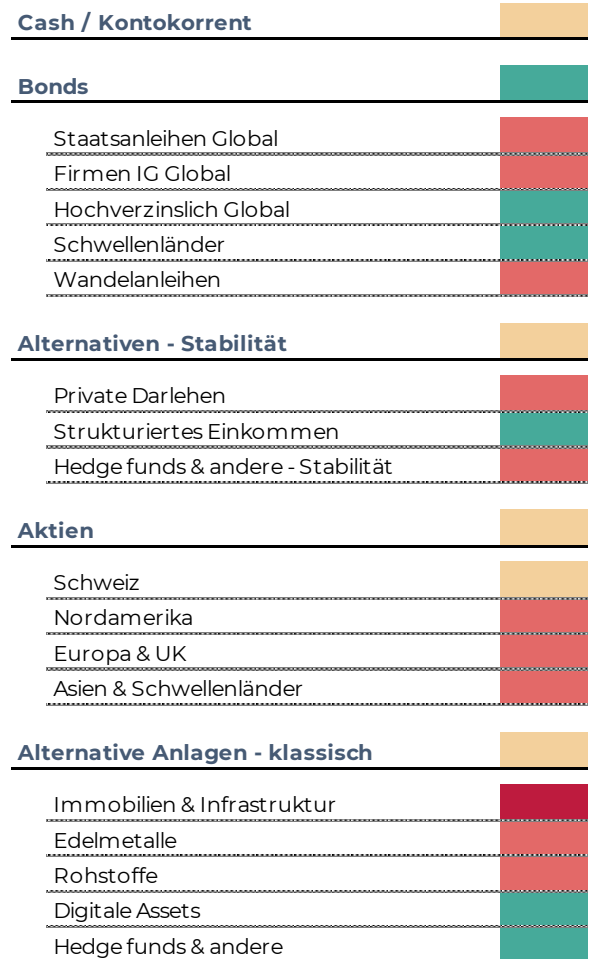 Cash / Kontokorrent
Bonds
Staatsanleihen Global
Firmen IG Global
Hochverzinslich Global
Schwellenländer
Wandelanleihen
Alternativen - Stabilität
Private Darlehen
Strukturiertes Einkommen
Hedge funds & andere - Stabilität
Aktien
Schweiz
Nordamerika
Europa & UK
Asien & Schwellenländer
Alternative Anlagen - klassisch
Immobilien & Infrastruktur
Edelmetalle
Rohstoffe
Digitale Assets
Hedge funds & andere